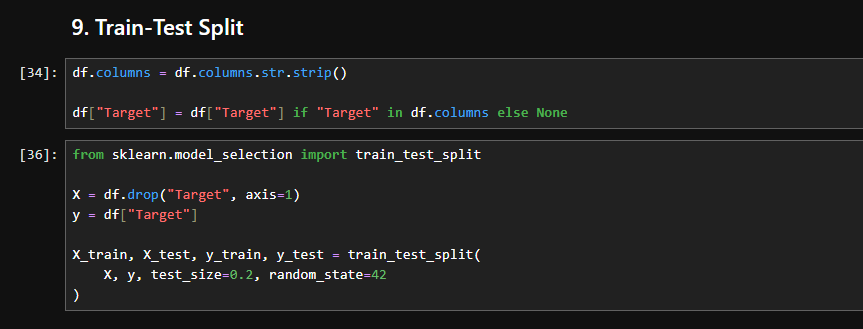 9. Train-Test Split
[34]: df.columns = df.columns.str.strip()
df["Target"] = df["Target"] if "Target" in df.columns else None
[36]: from sklearn.model_selection import train_test_split
X = df.drop("Target", axis=1)
y = df["Target"]
X_train, X_test, y_train, y_test = train_test_split(
    X, y, test_size=0.2, random_state=42
)